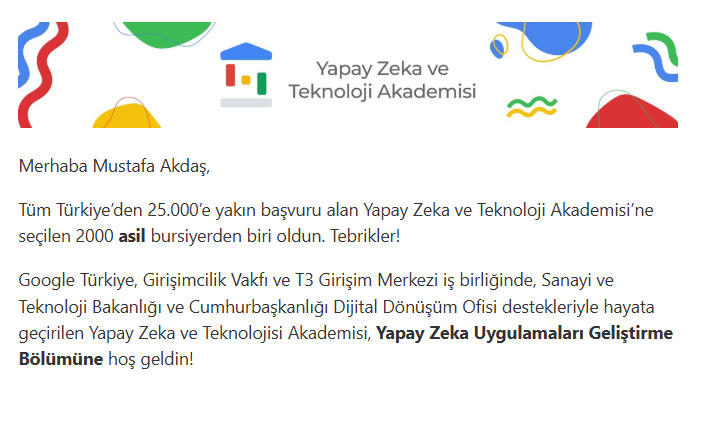 Yapay Zeka ve
Teknoloji Akademisi
Merhaba Mustafa Akdaş,
Tüm Türkiye’den 25.000’e yakın başvuru alan Yapay Zeka ve Teknoloji Akademisi’ne
seçilen 2000 asil bursiyerden biri oldun. Tebrikler!
Google Türkiye, Girişimcilik Vakfı ve T3 Girişim Merkezi iş birliğinde, Sanayi ve
Teknoloji Bakanlığı ve Cumhurbaşkanlığı Dijital Dönüşüm Ofisi destekleriyle hayata
geçirilen Yapay Zeka ve Teknolojisi Akademisi, Yapay Zeka Uygulamaları Geliştirme
Bölümüne hoş geldin!